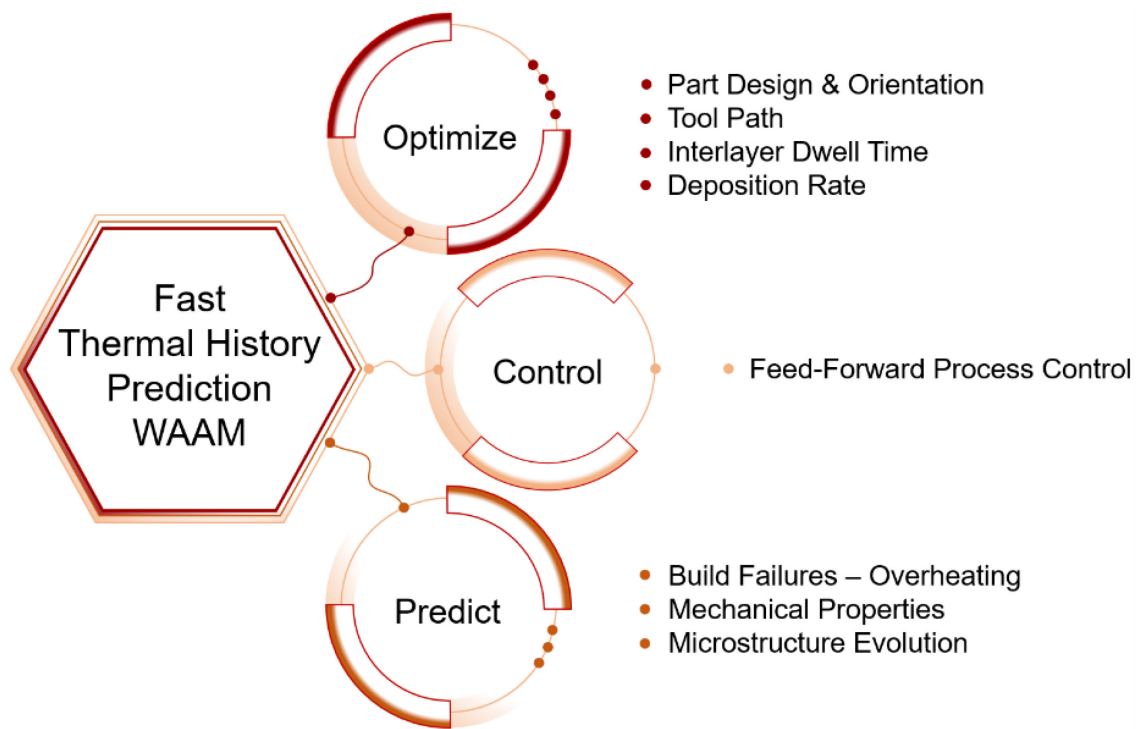 Fast
Thermal History
Prediction
WAAM
Optimize
• Part Design & Orientation
• Tool Path
• Interlayer Dwell Time
• Deposition Rate
Control
• Feed-Forward Process Control
Predict
• Build Failures – Overheating
• Mechanical Properties
• Microstructure Evolution